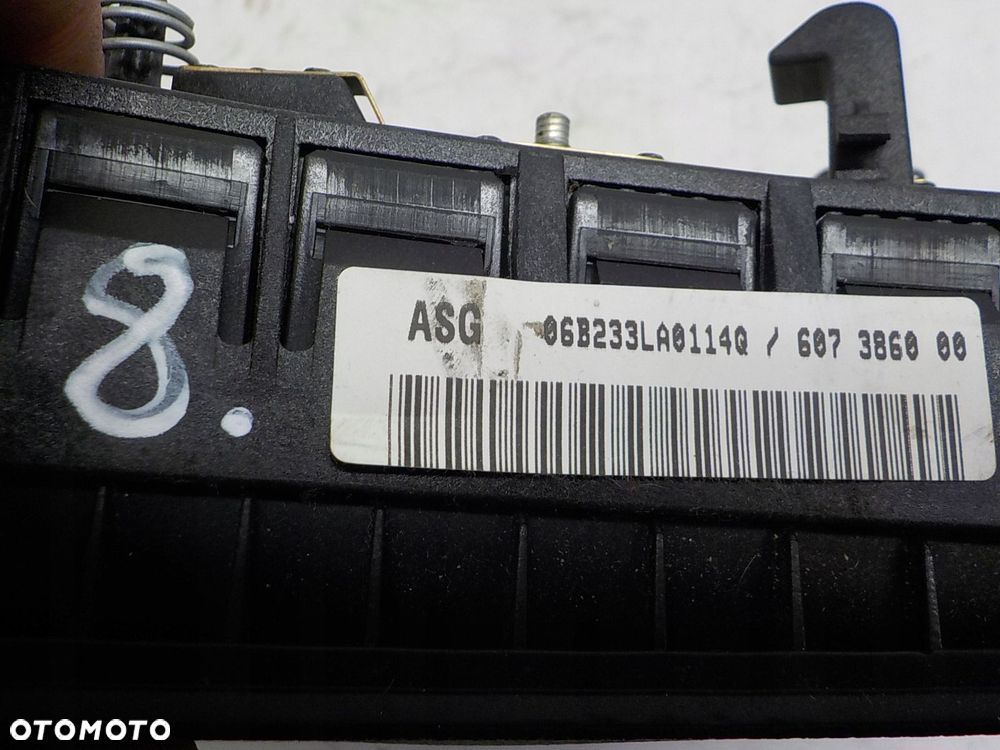 8.
ASG 06B233LA0114Q / 607 3860 00
OTOMOTO